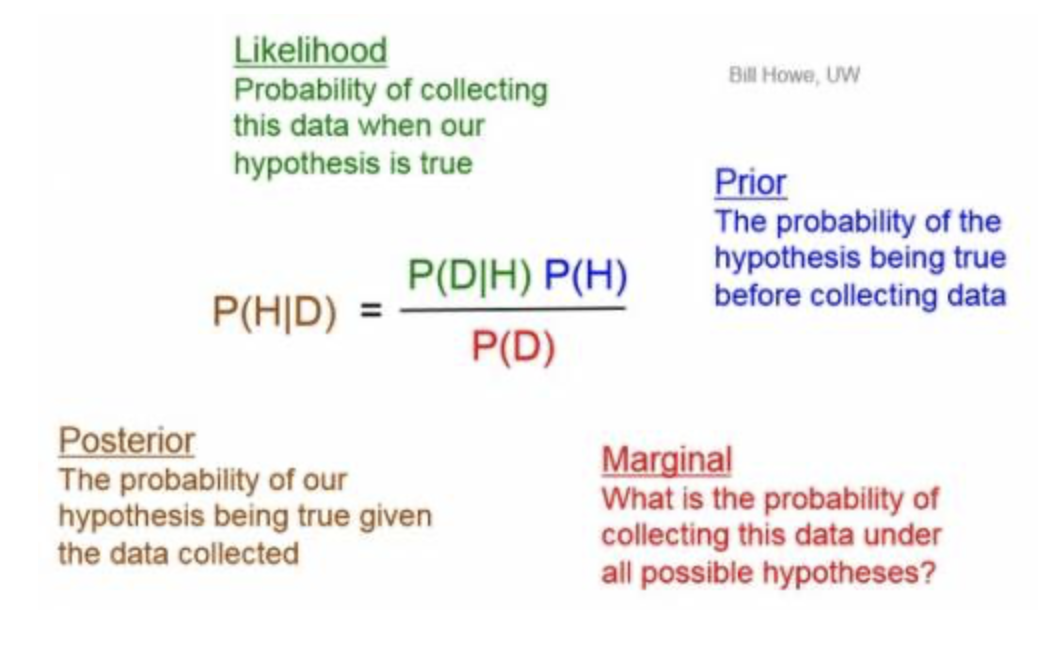 Likelihood
Probability of collecting
this data when our
hypothesis is true
Bill Howe, UW
Prior
The probability of the
hypothesis being true
before collecting data
P(H|D) = P(D|H) P(H)
P(D)
Posterior
The probability of our
hypothesis being true given
the data collected
Marginal
What is the probability of
collecting this data under
all possible hypotheses?